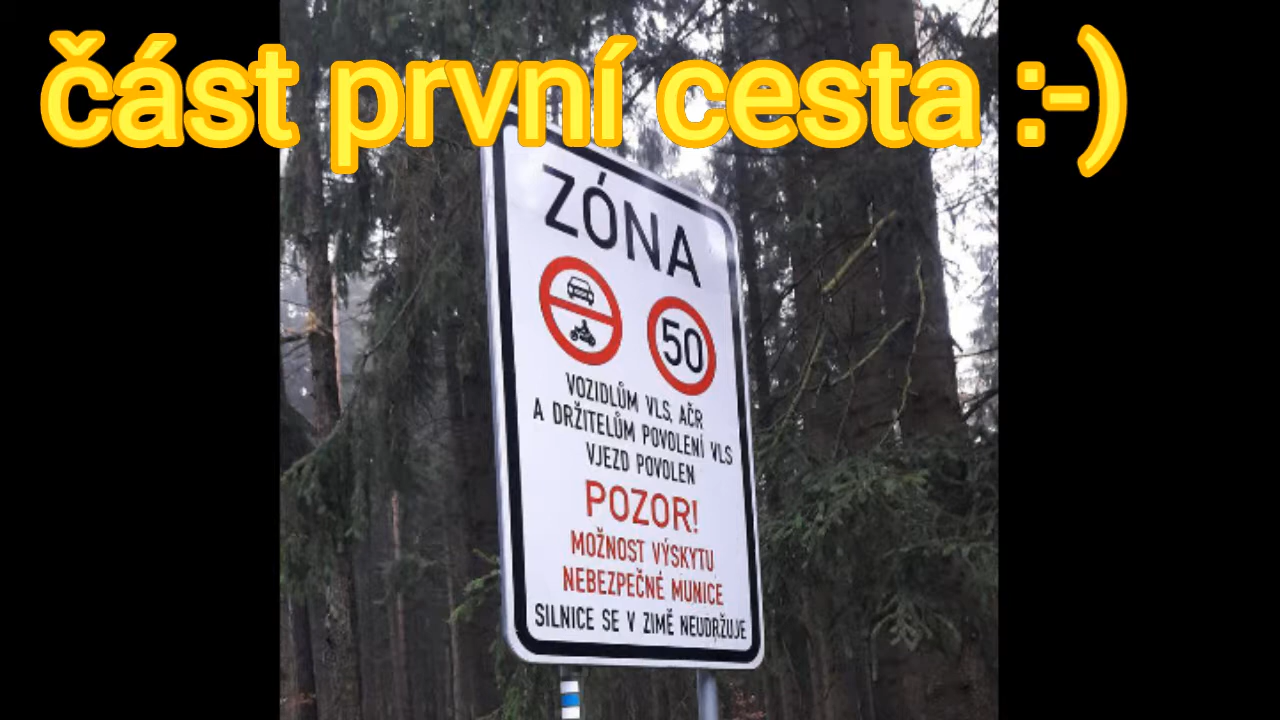 část první cesta :-)
ZÓNA
50
VOZIDLŮM VLS, AČR
A DRŽITELŮM POVOLENÍ VLS
VJEZD POVOLEN
POZOR!
MOŽNOST VÝSKYTU
NEBEZPEČNÉ MUNICE
SILNICE SE V ZIMĚ NEUDRŽUJE